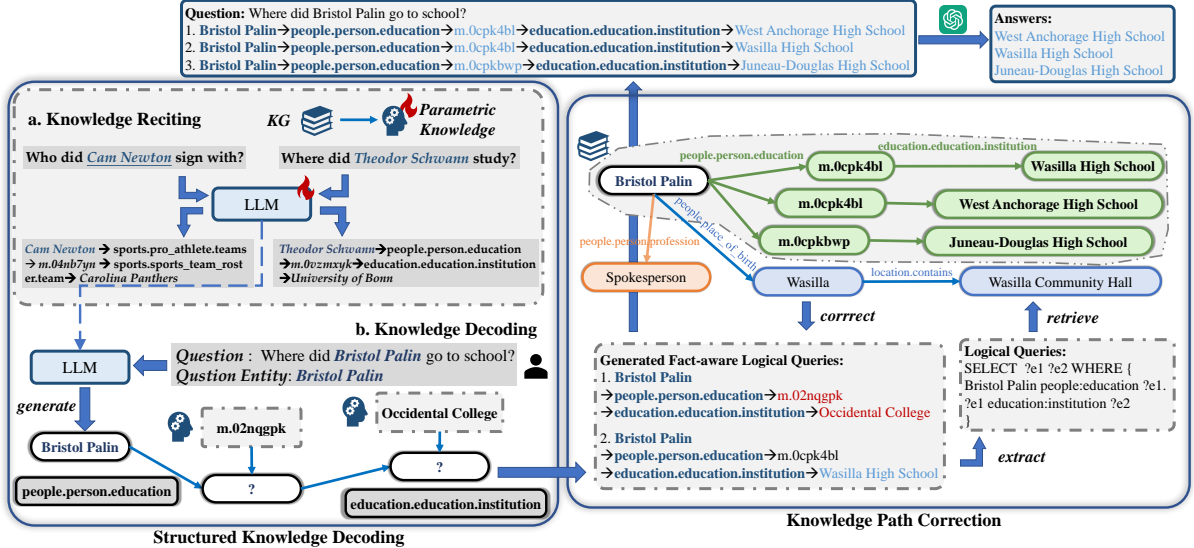 Question: Where did Bristol Palin go to school?
1. Bristol Palin→people.person.education→m.0cpk4bl→education.education.institution→West Anchorage High School
2. Bristol Palin→people.person.education→m.0cpk4bl→education.education.institution→Wasilla High School
3. Bristol Palin→people.person.education→m.0cpkbwp→education.education.institution→Juneau-Douglas High School
Answers:
West Anchorage High School
Wasilla High School
Juneau-Douglas High School
a. Knowledge Reciting
KG
Parametric
Knowledge
Who did Cam Newton sign with?
Where did Theodor Schwann study?
LLM
Cam Newton → sports.pro_athlete.teams
→ m.04nb7yn → sports.sports_team_rost
er.team→ Carolina Panthers
Theodor Schwann→people.person.education
→m.0vzmxyk→education.education.institution
→University of Bonn
b. Knowledge Decoding
LLM
Question : Where did Bristol Palin go to school?
Qustion Entity: Bristol Palin
generate
m.02nqgpk
Occidental College
Bristol Palin
?
?
people.person.education
education.education.institution
Structured Knowledge Decoding
people.person.education
education.education.institution
Bristol Palin
m.0cpk4bl
Wasilla High School
m.0cpk4bl
West Anchorage High School
m.0cpkbwp
Juneau-Douglas High School
people.person.profession
people.place_of_birth
Spokesperson
Wasilla
location.contains
Wasilla Community Hall
corrrect
retrieve
Generated Fact-aware Logical Queries:
1. Bristol Palin
→people.person.education→m.02nqgpk
→education.education.institution→Occidental College
2. Bristol Palin
→people.person.education→m.0cpk4bl
→education.education.institution→Wasilla High School
Logical Queries:
SELECT ?e1 ?e2 WHERE {
Bristol Palin people:education ?e1.
?e1 education:institution ?e2
}
extract
Knowledge Path Correction